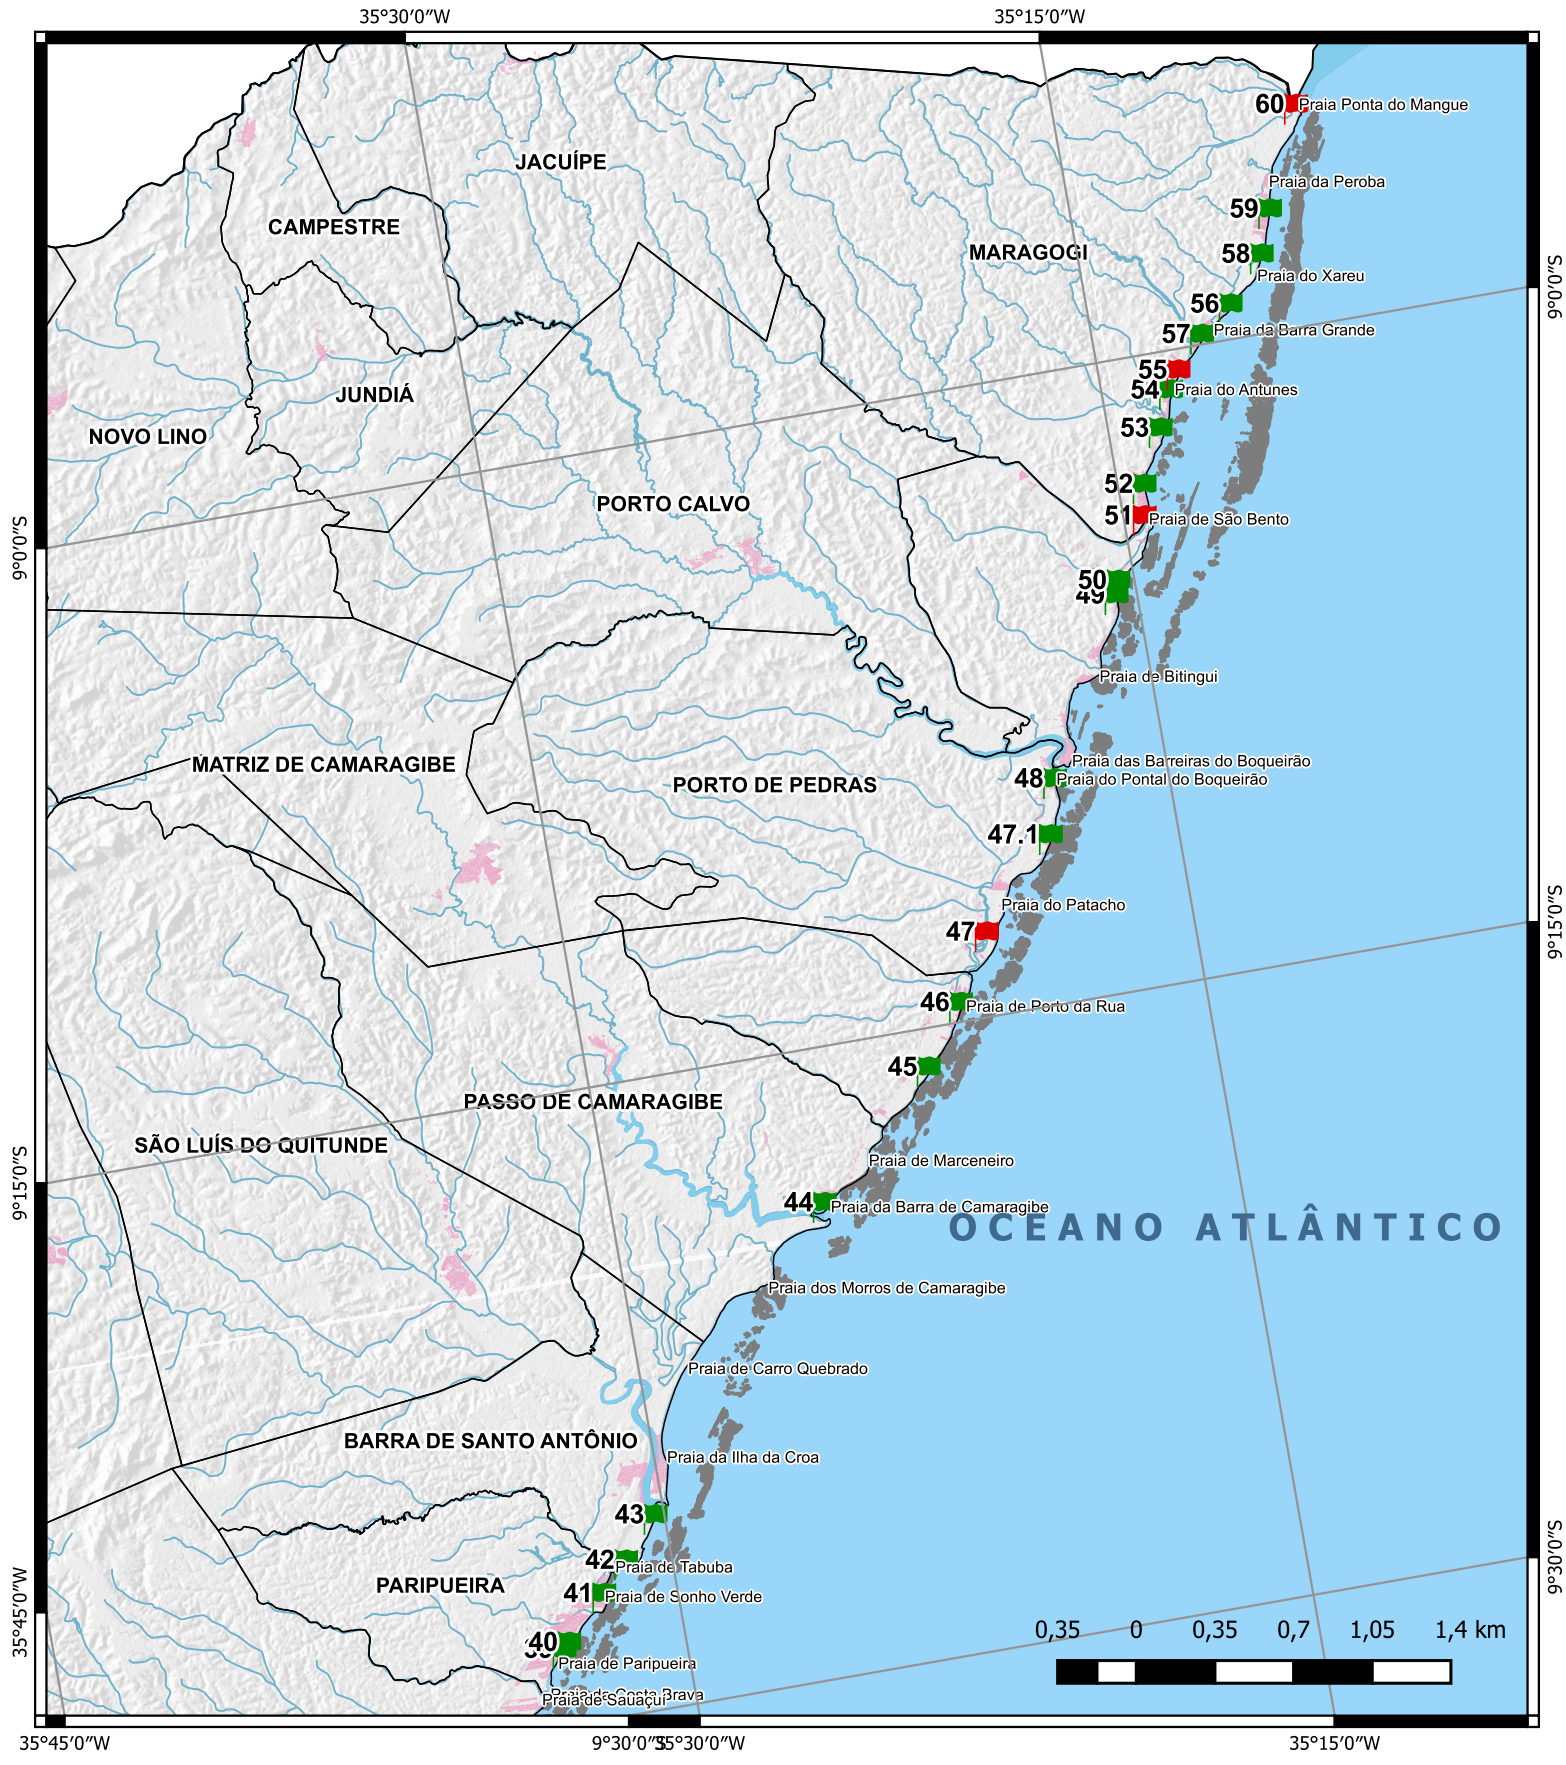 35°30'0"W
35°15'0"W
60
Praia Ponta do Mangue
JACUÍPE
Praia da Peroba
59
CAMPESTRE
MARAGOGI
58
Praia do Xareu
9°0'0"S
56
57
Praia da Barra Grande
55
54
Praia do Antunes
JUNDIÁ
53
NOVO LINO
52
PORTO CALVO
51
Praia de São Bento
9°0'0"S
50
49
Praia de Bitingui
MATRIZ DE CAMARAGIBE
Praia das Barreiras do Boqueirão
48
Praia do Pontal do Boqueirão
PORTO DE PEDRAS
47.1
Praia do Patacho
9°15'0"S
47
46
Praia de Porto da Rua
45
PASSO DE CAMARAGIBE
SÃO LUÍS DO QUITUNDE
Praia de Marceneiro
9°15'0"S
44
Praia da Barra de Camaragibe
OCEANO ATLÂNTICO
Praia dos Morros de Camaragibe
Praia de Carro Quebrado
BARRA DE SANTO ANTÔNIO
Praia da Ilha da Croa
43
42
Praia de Tabuba
9°30'0"S
PARIPUEIRA
41
Praia de Sonho Verde
35°45'0"W
0,35 0 0,35 0,7 1,05 1,4 km
40
Praia de Paripueira
Praia da Costa Brava
Praia de Sauaçuí
35°45'0"W
9°30'0"S
35°30'0"W
35°15'0"W